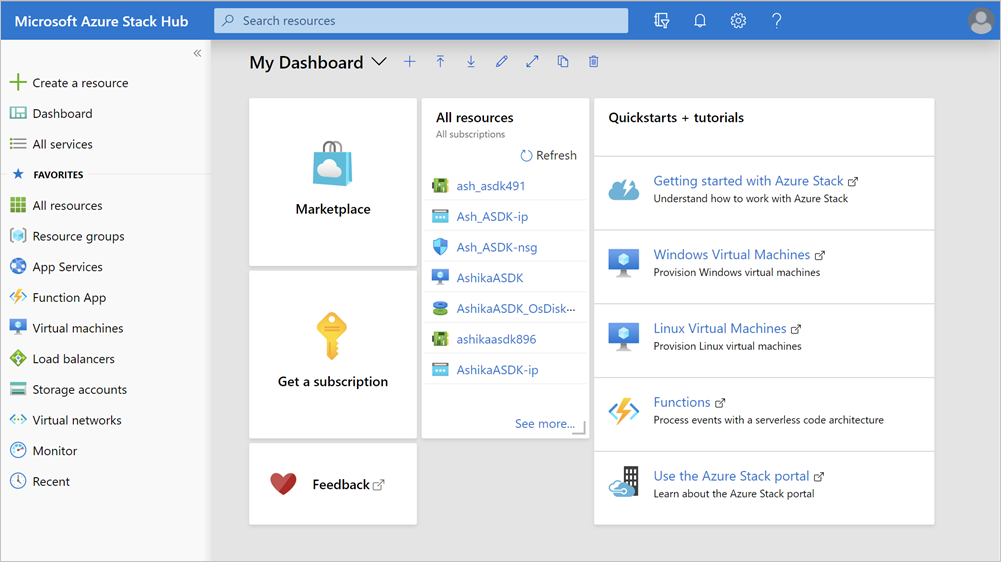 Microsoft Azure Stack Hub
Search resources
«
Create a resource
Dashboard
All services
FAVORITES
All resources
Resource groups
App Services
Function App
Virtual machines
Load balancers
Storage accounts
Virtual networks
Monitor
Recent
My Dashboard
Marketplace
Get a subscription
Feedback
All resources
All subscriptions
Refresh
ash_asdk491
Ash_ASDK-ip
Ash_ASDK-nsg
AshikaASDK
AshikaASDK_OsDisk...
ashikaasdk896
AshikaASDK-ip
See more...
Quickstarts + tutorials
Getting started with Azure Stack
Understand how to work with Azure Stack
Windows Virtual Machines
Provision Windows virtual machines
Linux Virtual Machines
Provision Linux virtual machines
Functions
Process events with a serverless code architecture
Use the Azure Stack portal
Learn about the Azure Stack portal